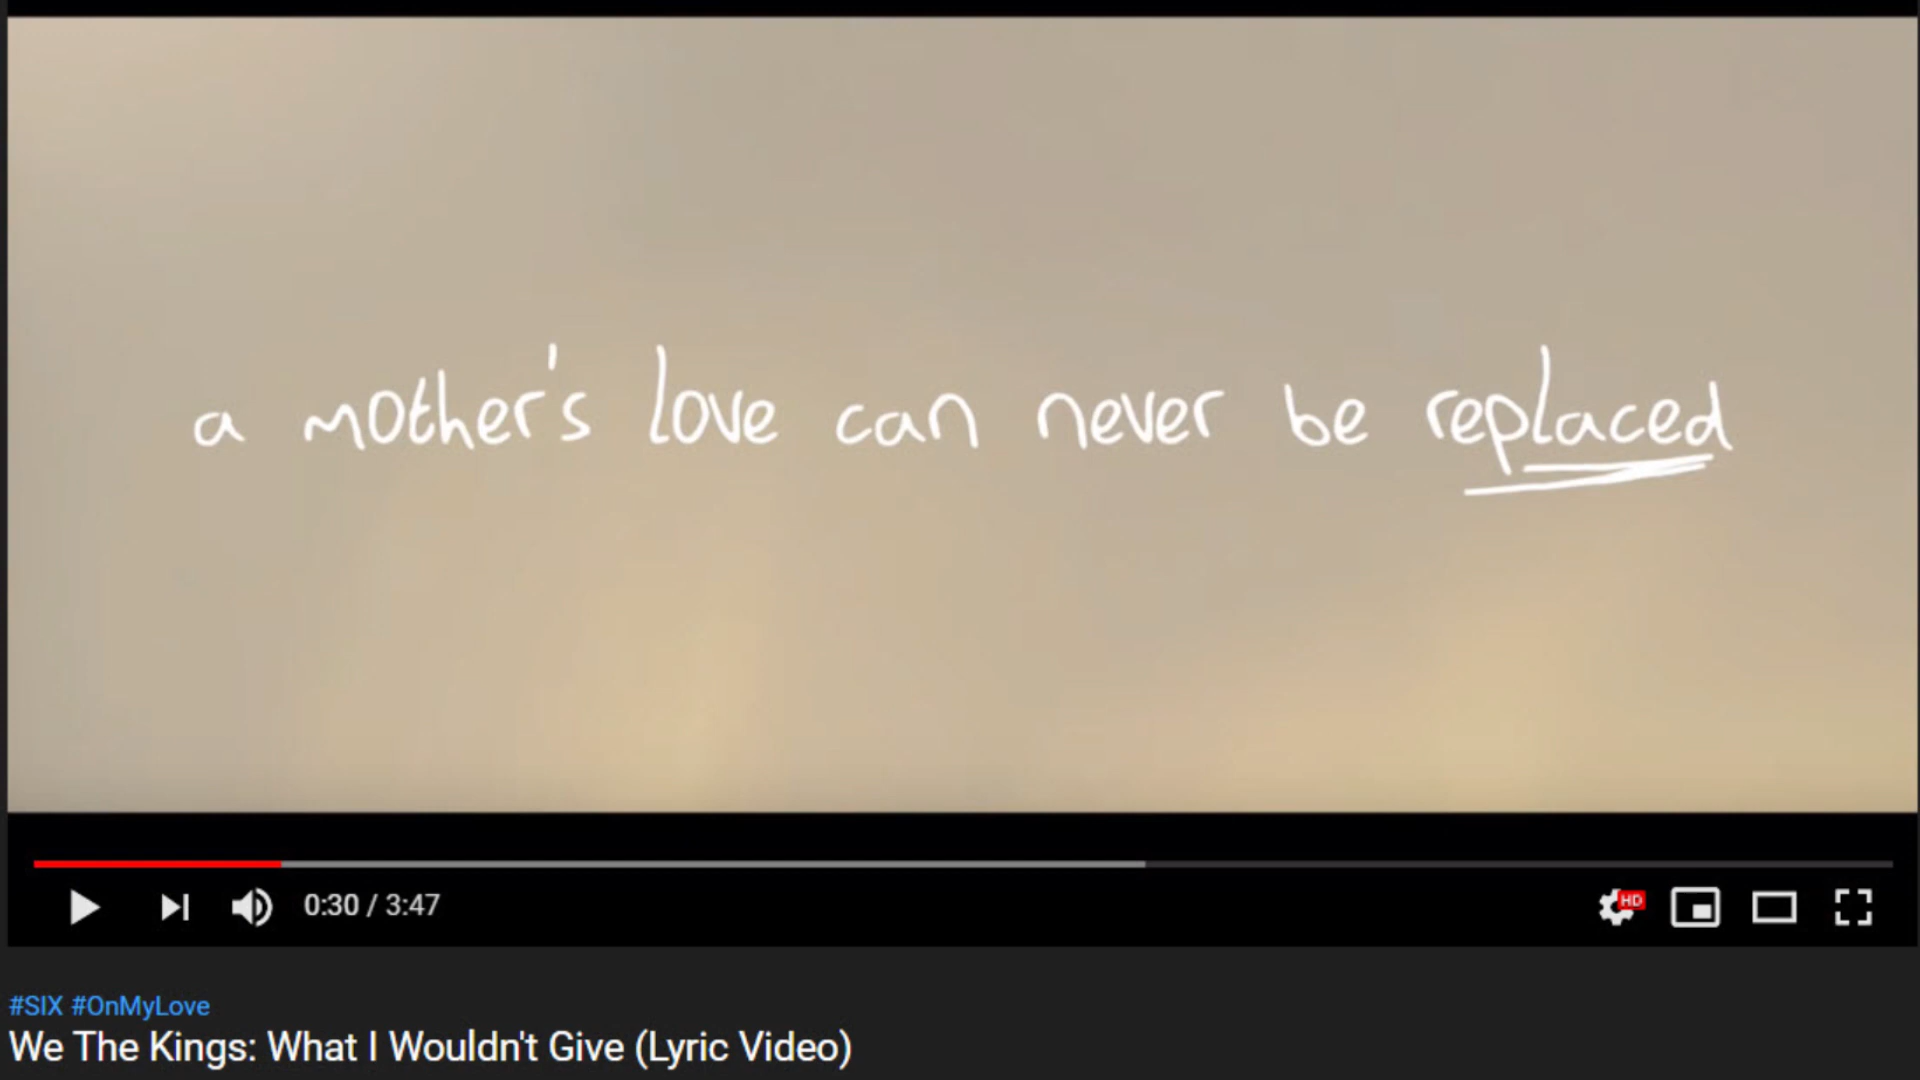 a mother's love can never be replaced
0:30 / 3:47
HD
#SIX #OnMyLove
We The Kings: What I Wouldn't Give (Lyric Video)